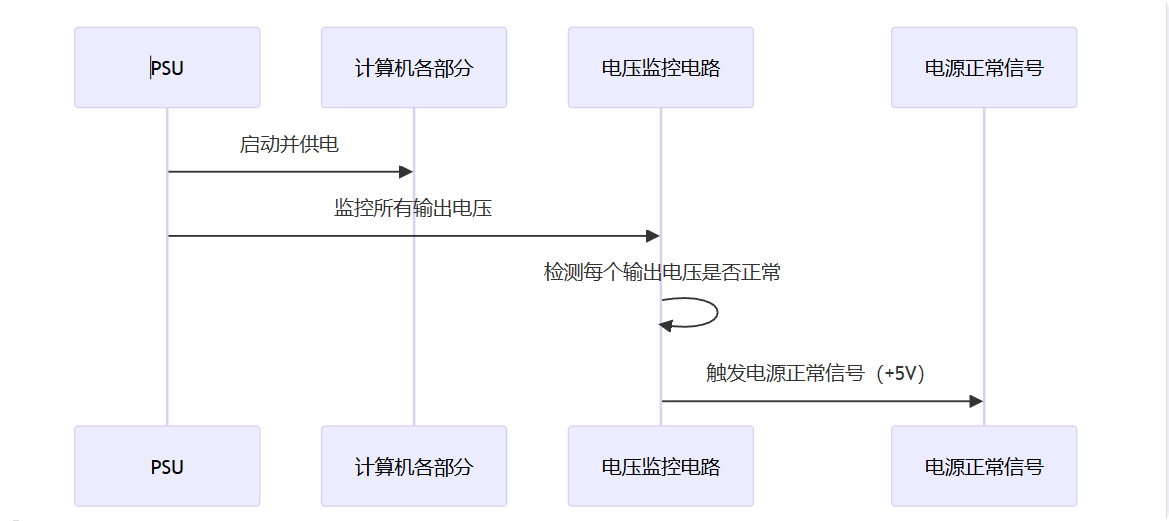 PSU
计算机各部分
电压监控电路
电源正常信号
启动并供电
监控所有输出电压
检测每个输出电压是否正常
触发电源正常信号（+5V）
PSU
计算机各部分
电压监控电路
电源正常信号